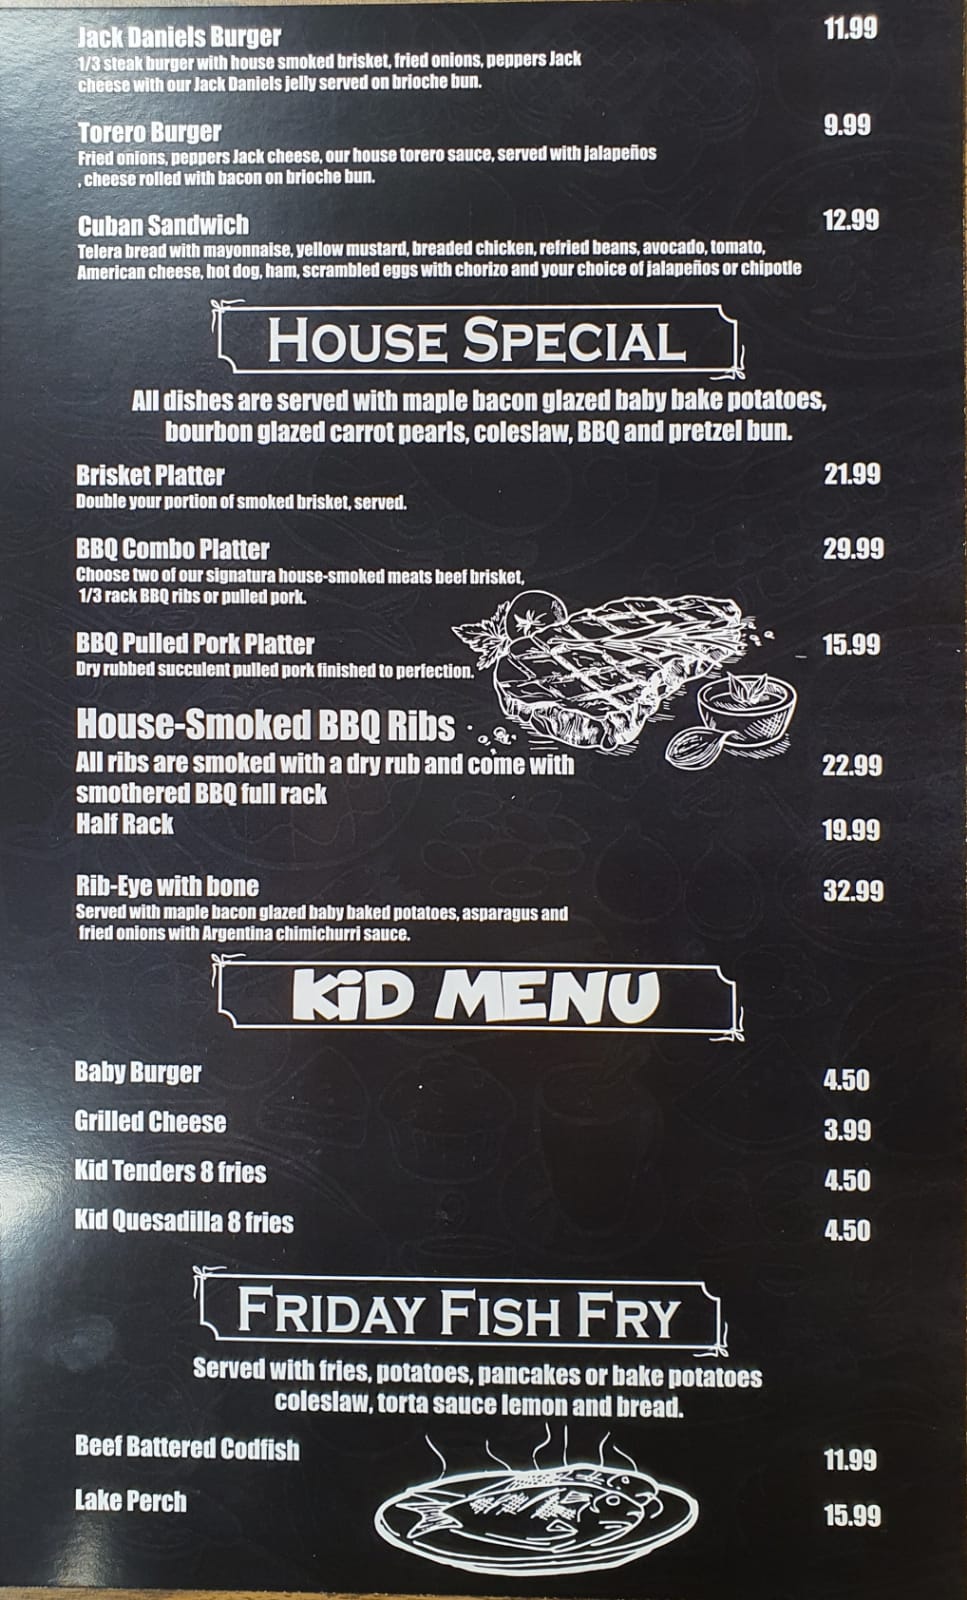 Jack Daniels Burger 11.99
1/3 steak burger with house smoked brisket, fried onions, peppers Jack
cheese with our Jack Daniels jelly served on brioche bun.
Torero Burger 9.99
Fried onions, peppers Jack cheese, our house torero sauce, served with jalapeños
, cheese rolled with bacon on brioche bun.
Cuban Sandwich 12.99
Telera bread with mayonnaise, yellow mustard, breaded chicken, refried beans, avocado, tomato,
American cheese, hot dog, ham, scrambled eggs with chorizo and your choice of jalapeños or chipotle
HOUSE SPECIAL
All dishes are served with maple bacon glazed baby bake potatoes,
bourbon glazed carrot pearls, coleslaw, BBQ and pretzel bun.
Brisket Platter 21.99
Double your portion of smoked brisket, served.
BBQ Combo Platter 29.99
Choose two of our signatura house-smoked meats beef brisket,
1/3 rack BBQ ribs or pulled pork.
BBQ Pulled Pork Platter 15.99
Dry rubbed succulent pulled pork finished to perfection.
House-Smoked BBQ Ribs
All ribs are smoked with a dry rub and come with 22.99
smothered BBQ full rack
Half Rack 19.99
Rib-Eye with bone 32.99
Served with maple bacon glazed baby baked potatoes, asparagus and
fried onions with Argentina chimichurri sauce.
KiD MENU
Baby Burger 4.50
Grilled Cheese 3.99
Kid Tenders 8 fries 4.50
Kid Quesadilla 8 fries 4.50
FRIDAY FISH FRY
Served with fries, potatoes, pancakes or bake potatoes
coleslaw, torta sauce lemon and bread.
Beef Battered Codfish 11.99
Lake Perch 15.99